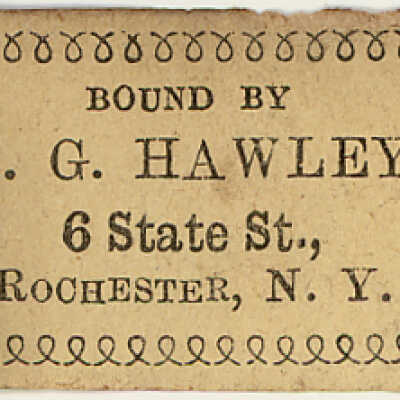 BOUND BY
. G. HAWLEY
6 State St.,
ROCHESTER, N. Y.